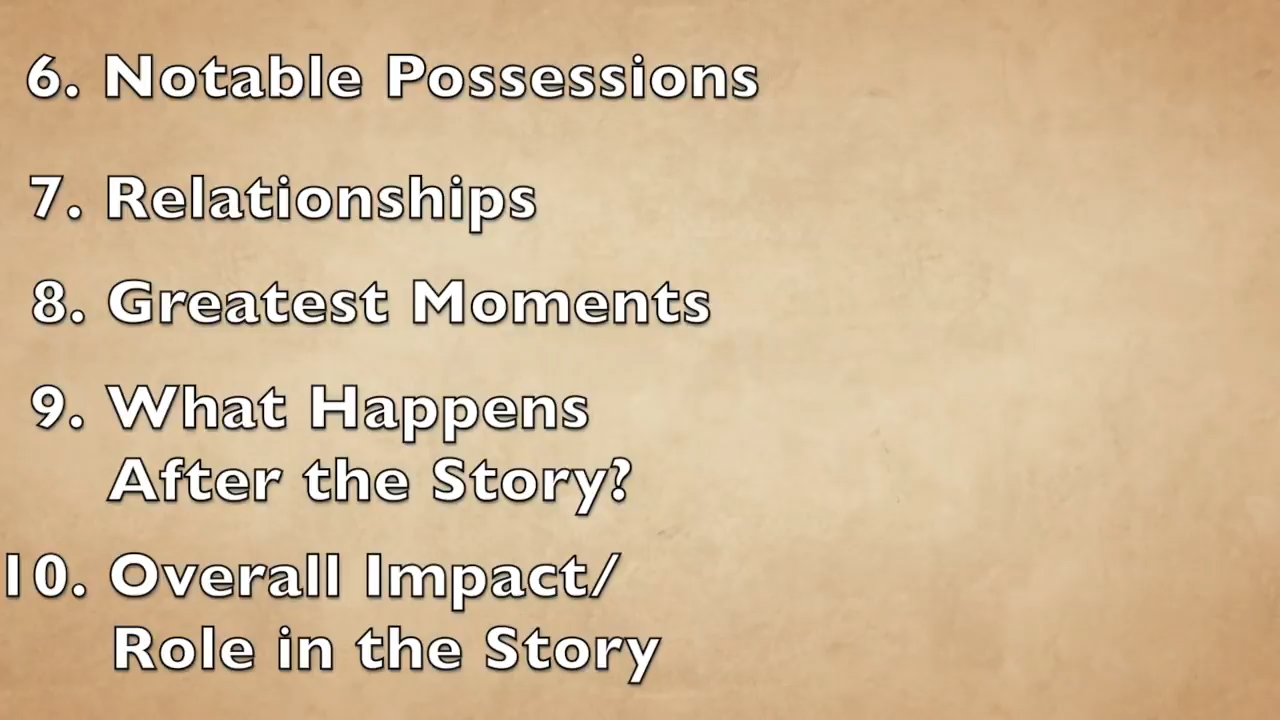 6. Notable Possessions
7. Relationships
8. Greatest Moments
9. What Happens
After the Story?
10. Overall Impact/
Role in the Story